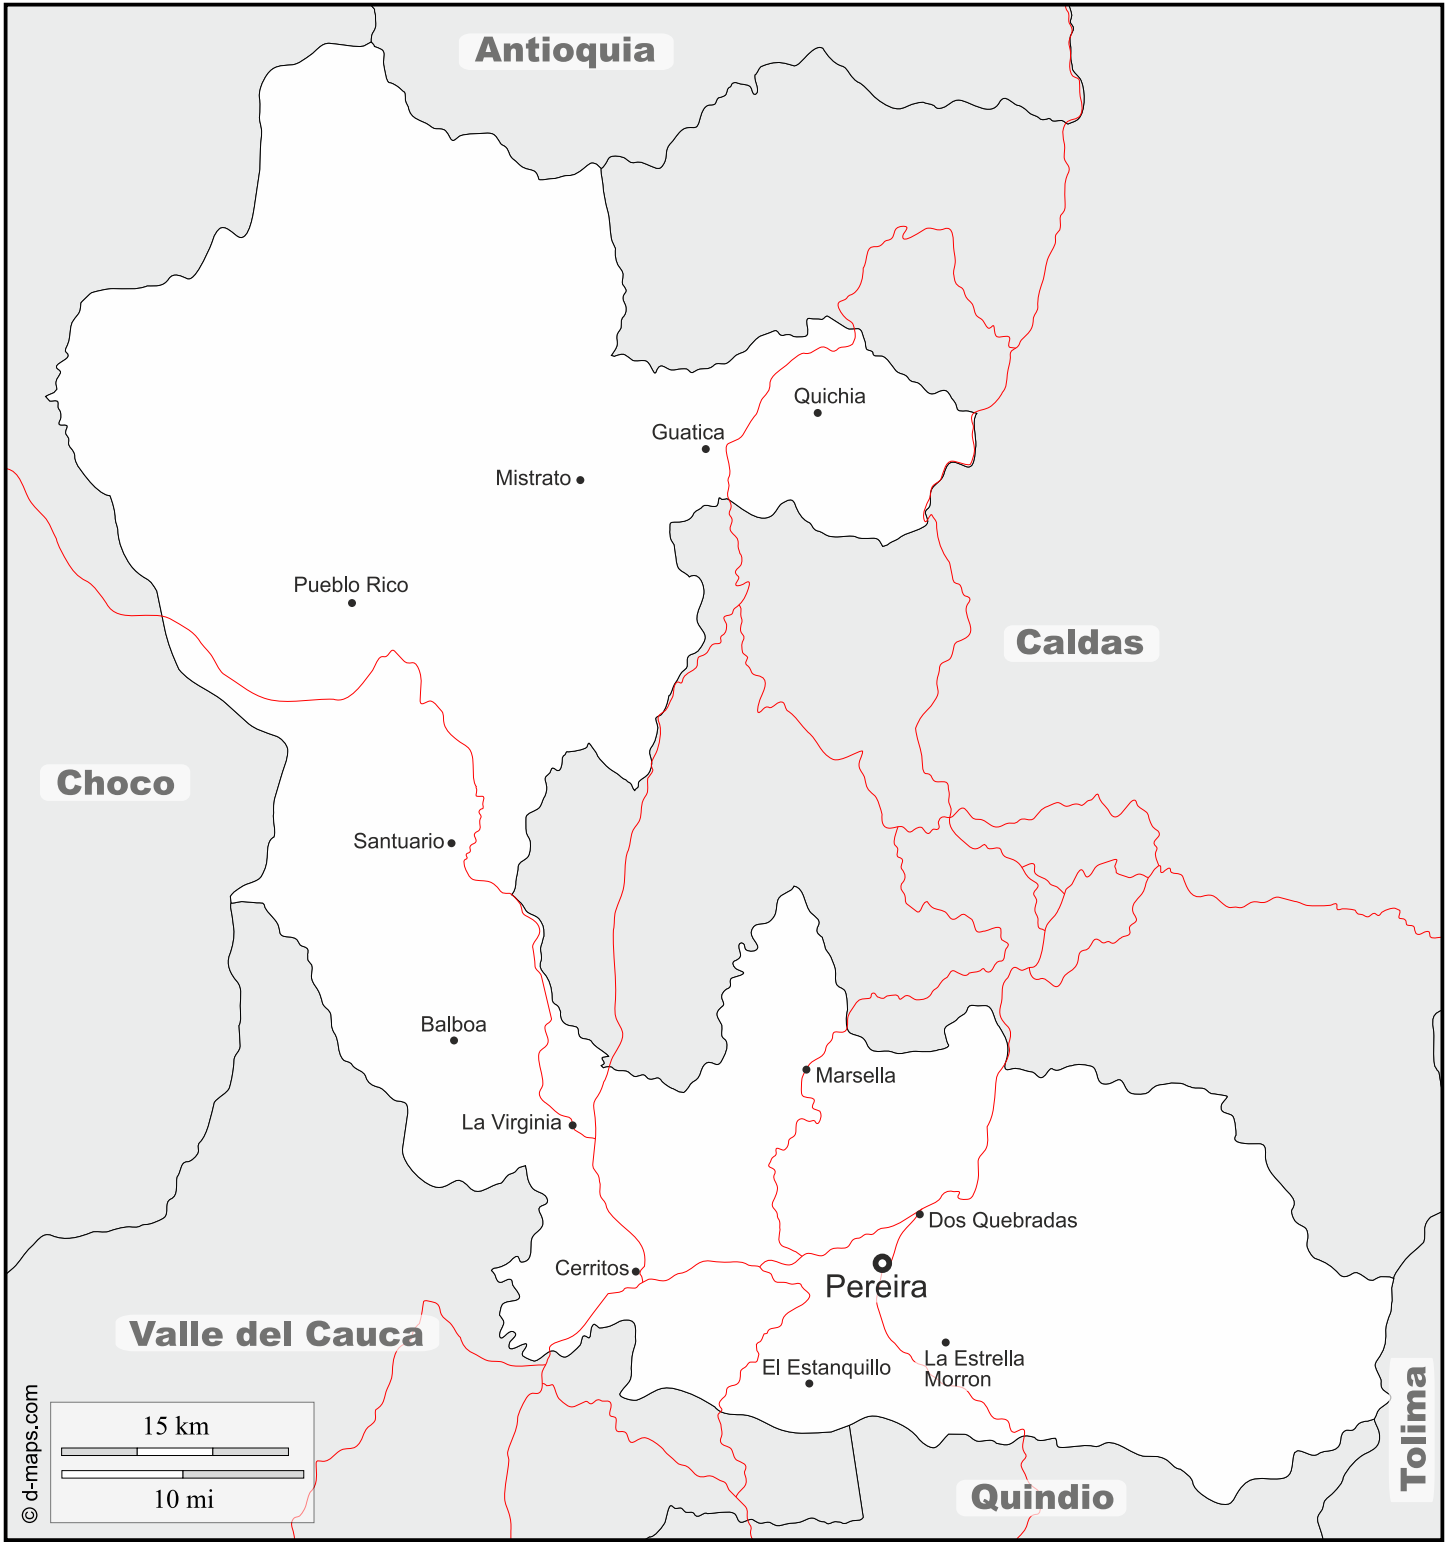 Antioquia
Quichia
Guatica
Mistrato
Pueblo Rico
Caldas
Choco
Santuario
Balboa
Marsella
La Virginia
Dos Quebradas
Cerritos
Pereira
Valle del Cauca
La Estrella
Morron
El Estanquillo
Tolima
Quindio
15 km
10 mi
© d-maps.com